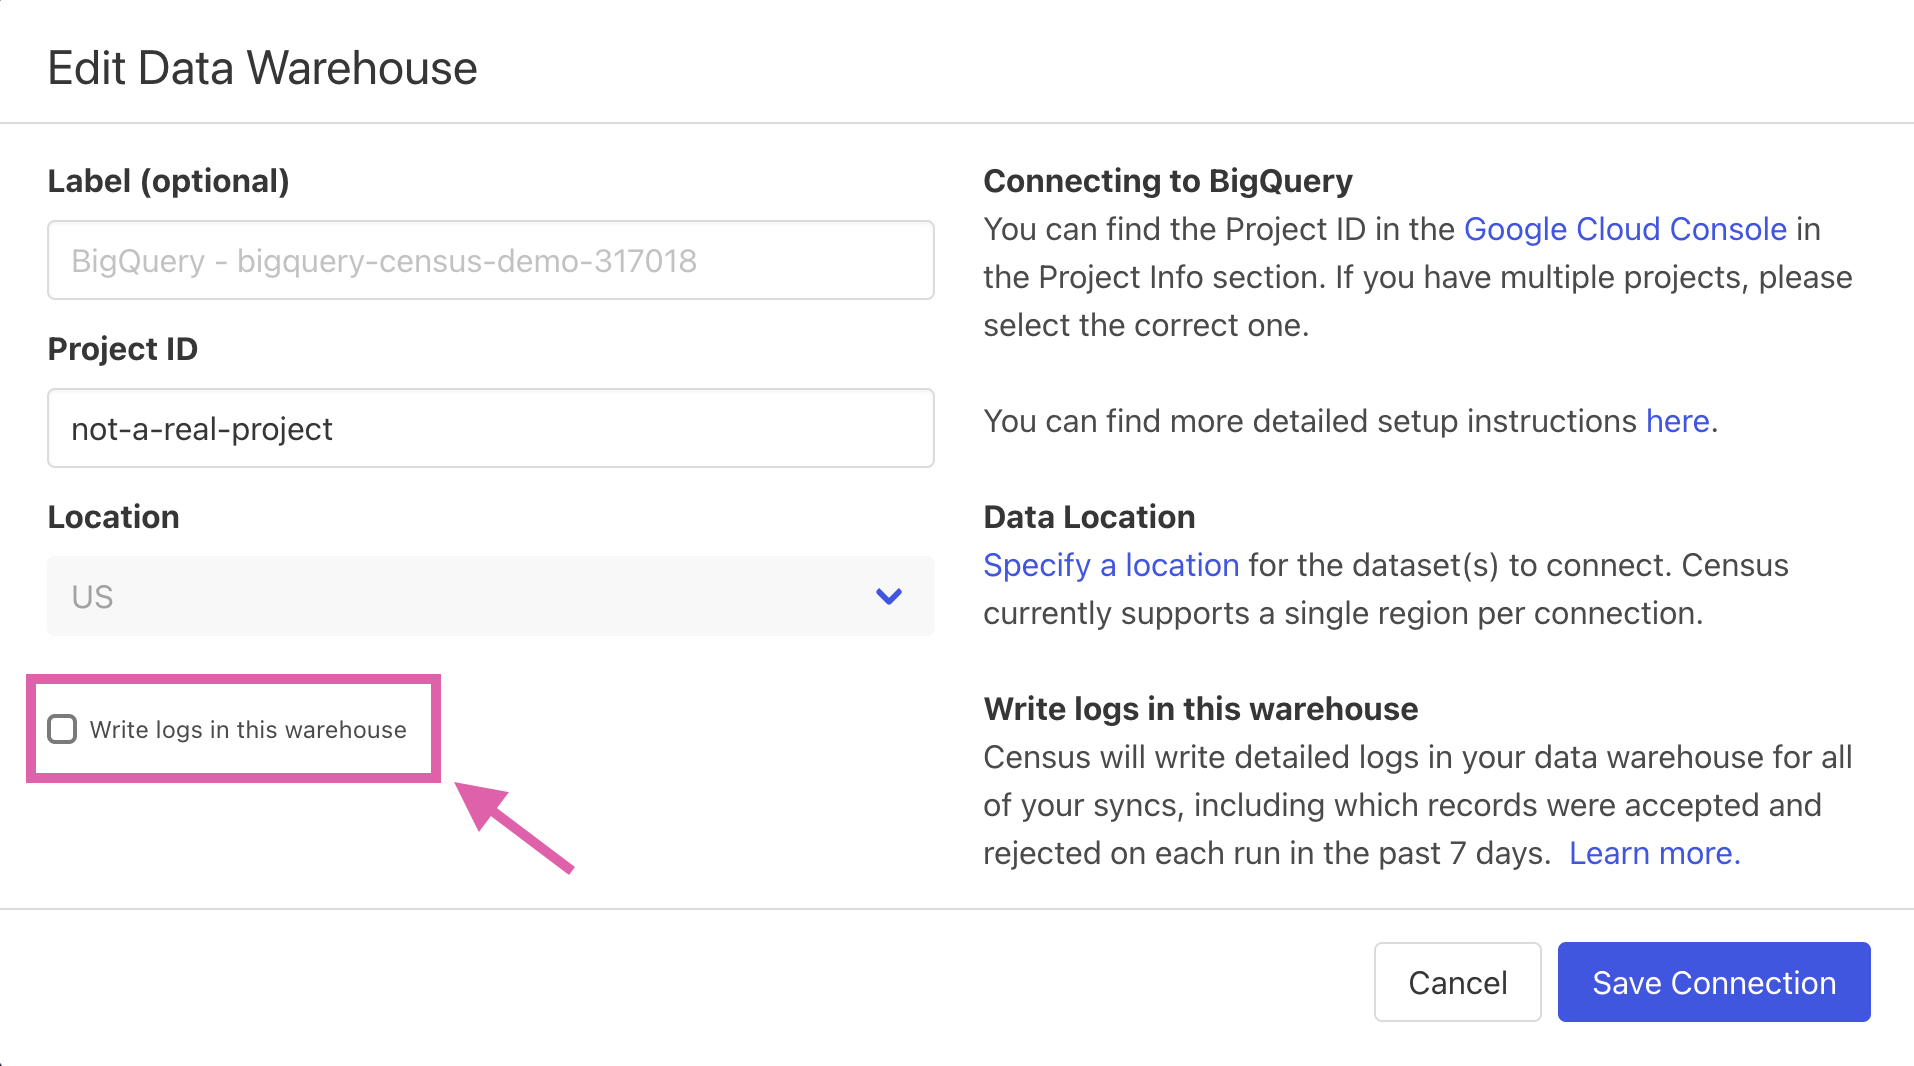 Edit Data Warehouse
Label (optional)
BigQuery - bigquery-census-demo-317018
Project ID
not-a-real-project
Location
US
Write logs in this warehouse
Connecting to BigQuery
You can find the Project ID in the Google Cloud Console in
the Project Info section. If you have multiple projects, please
select the correct one.
You can find more detailed setup instructions here.
Data Location
Specify a location for the dataset(s) to connect. Census
currently supports a single region per connection.
Write logs in this warehouse
Census will write detailed logs in your data warehouse for all
of your syncs, including which records were accepted and
rejected on each run in the past 7 days. Learn more.
Cancel
Save Connection